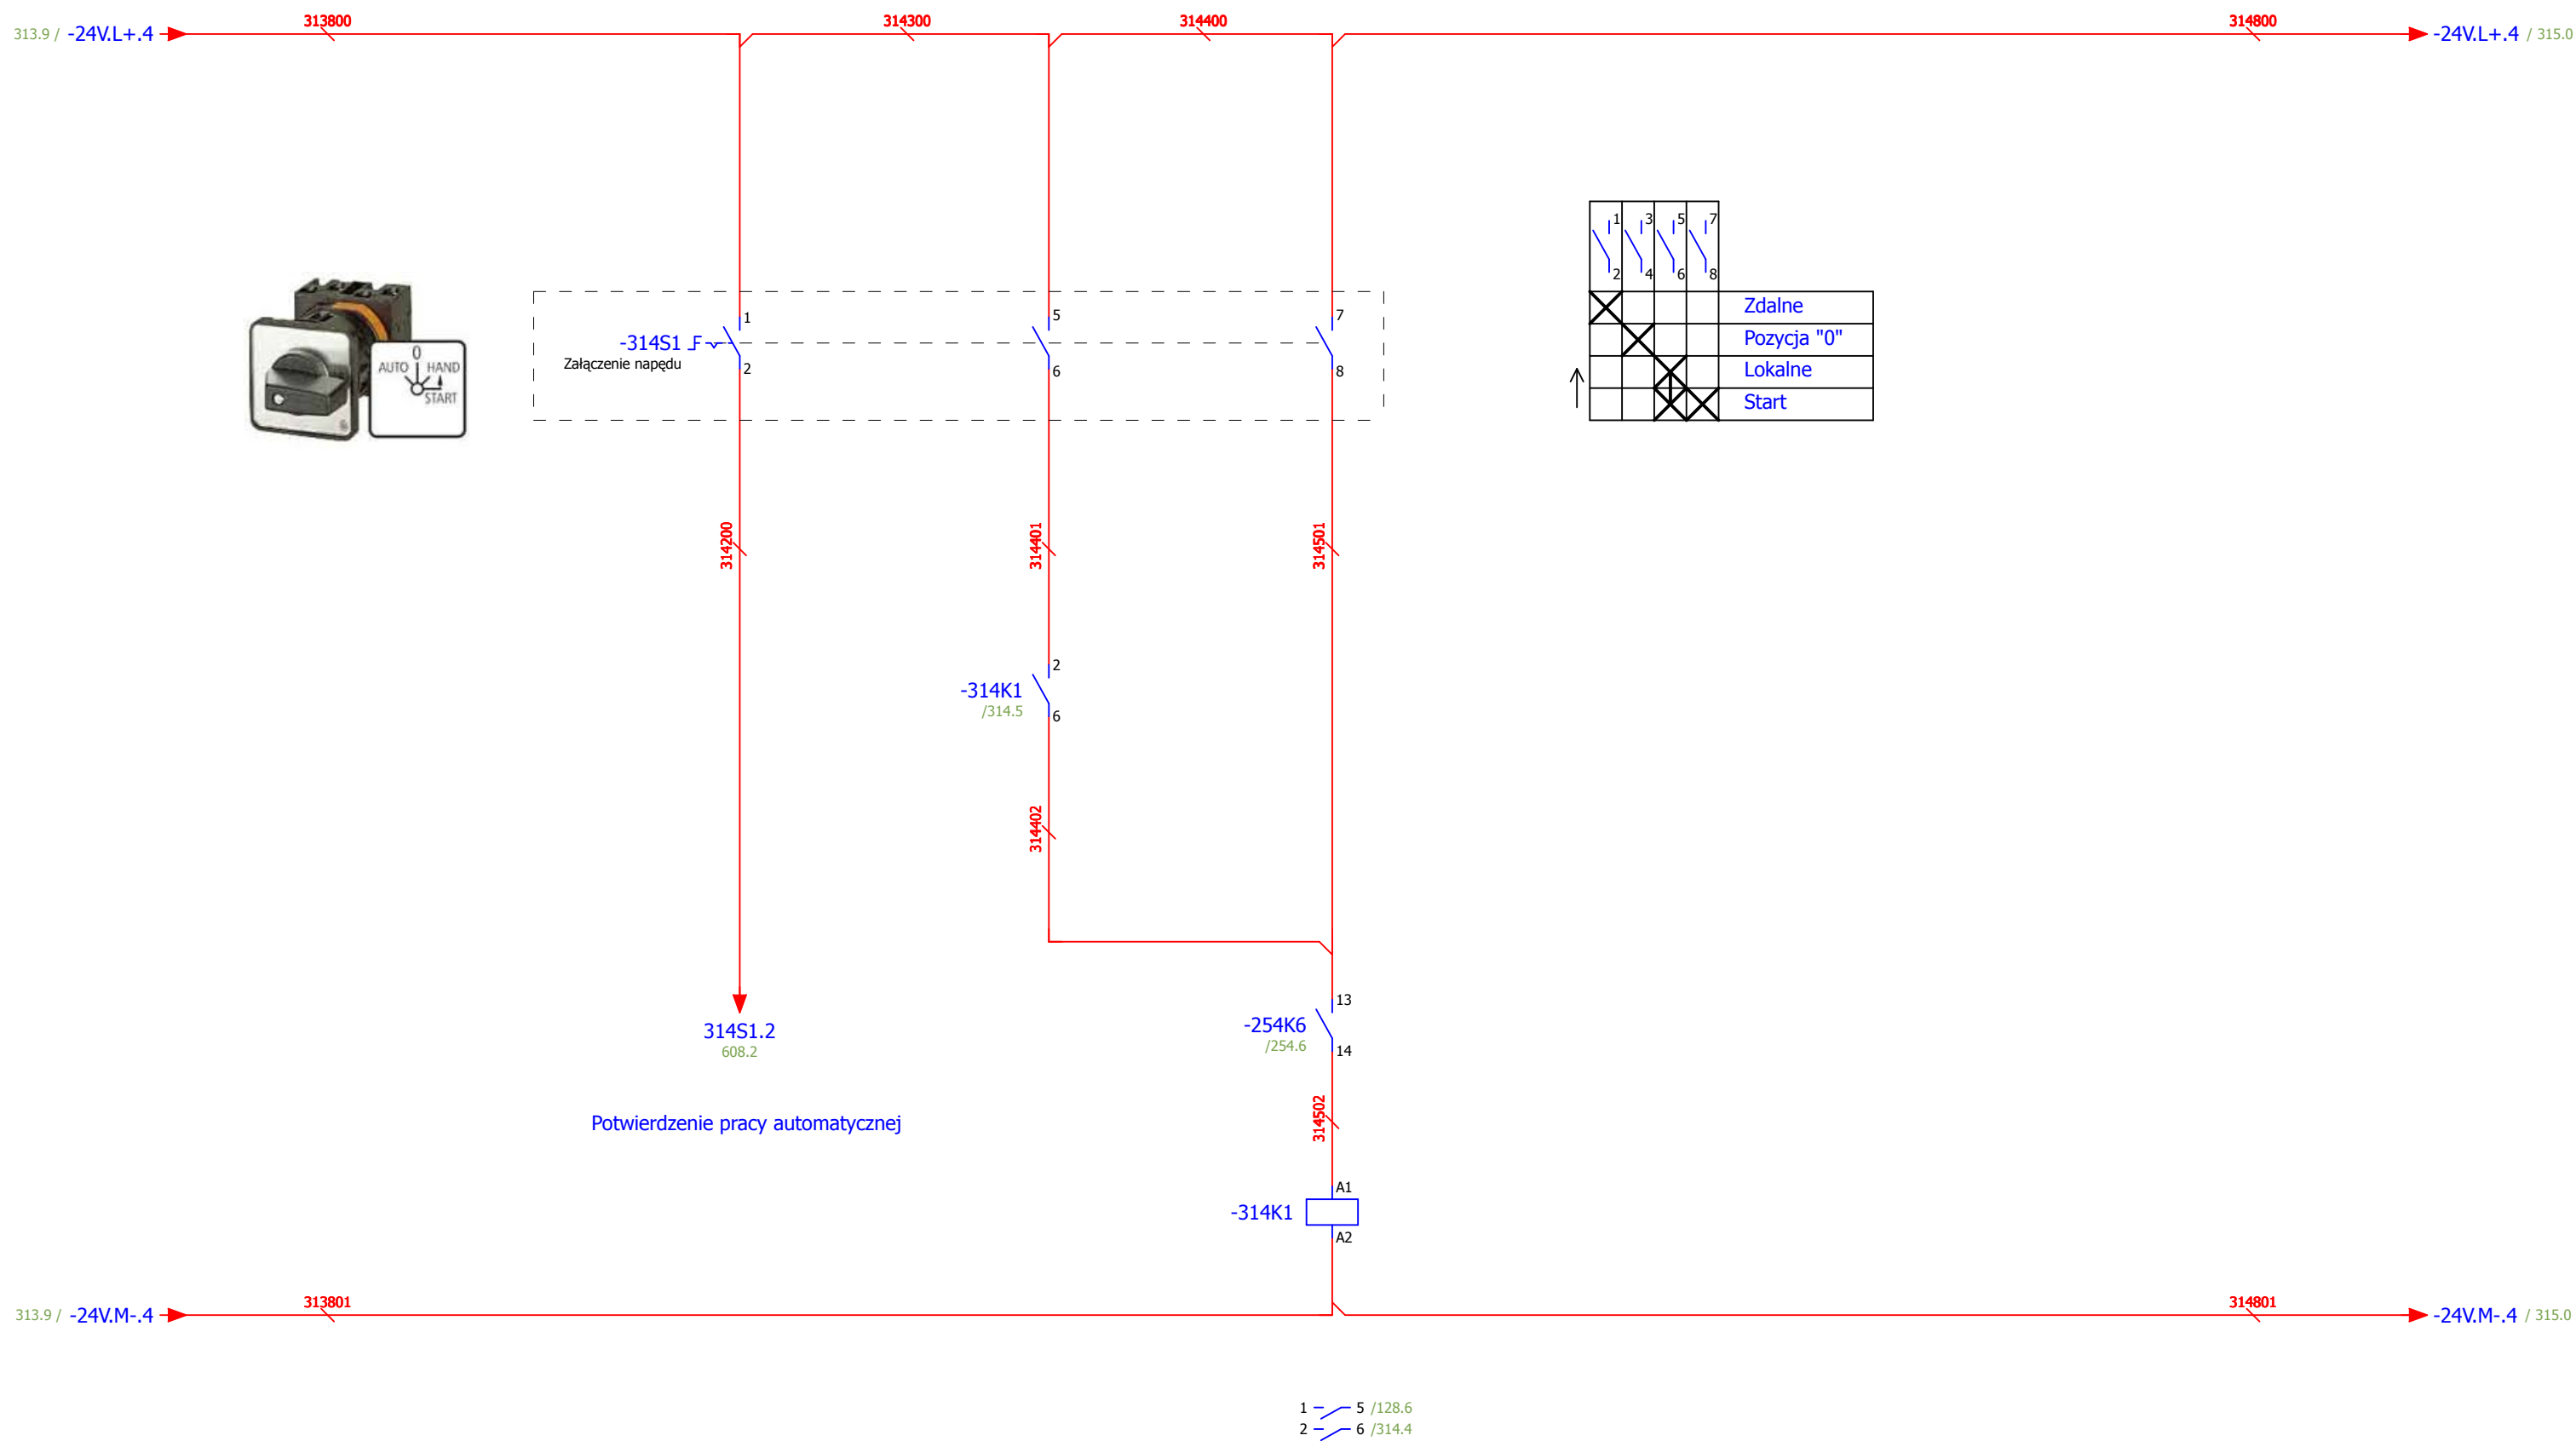 313800
314300
314400
314800
313.9 / -24V.L+.4
-24V.L+.4 / 315.0
1 3 5 7
2 4 6 8
Zdalne
Pozycja "0"
Lokalne
Start
0
AUTO HAND
START
-314S1
Załączenie napędu
1
2
5
6
7
8
314200
314401
314501
-314K1
/314.5
2
6
314402
314S1.2
608.2
-254K6
/254.6
13
14
Potwierdzenie pracy automatycznej
314502
-314K1
A1
A2
313801
314801
313.9 / -24V.M-.4
-24V.M-.4 / 315.0
1 5 /128.6
2 6 /314.4